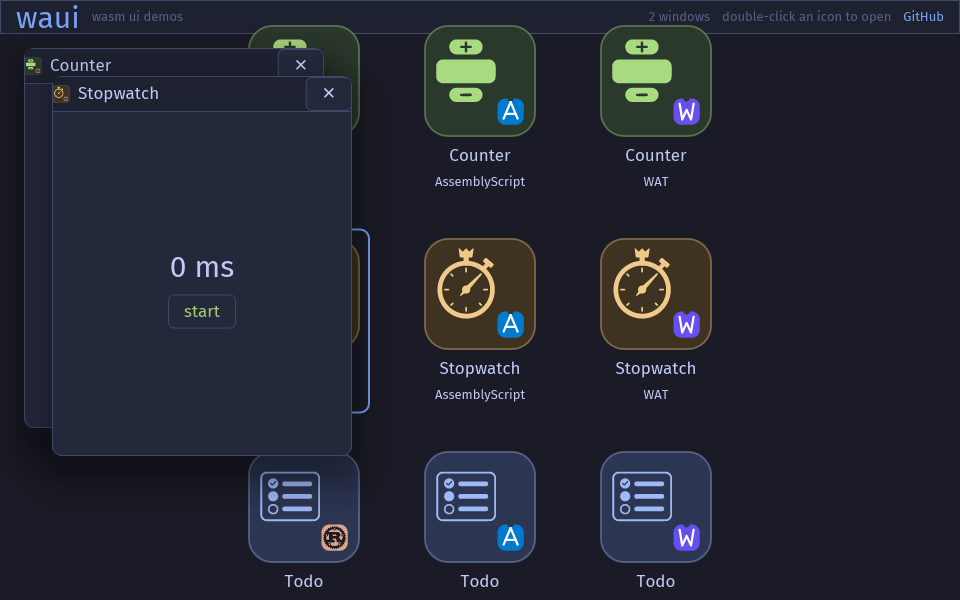 waui wasm ui demos 2 windows double-click an icon to open GitHub
Counter ✕
Stopwatch ✕
0 ms
start
Counter
AssemblyScript
Counter
WAT
Stopwatch
AssemblyScript
Stopwatch
WAT
Todo
Todo
Todo